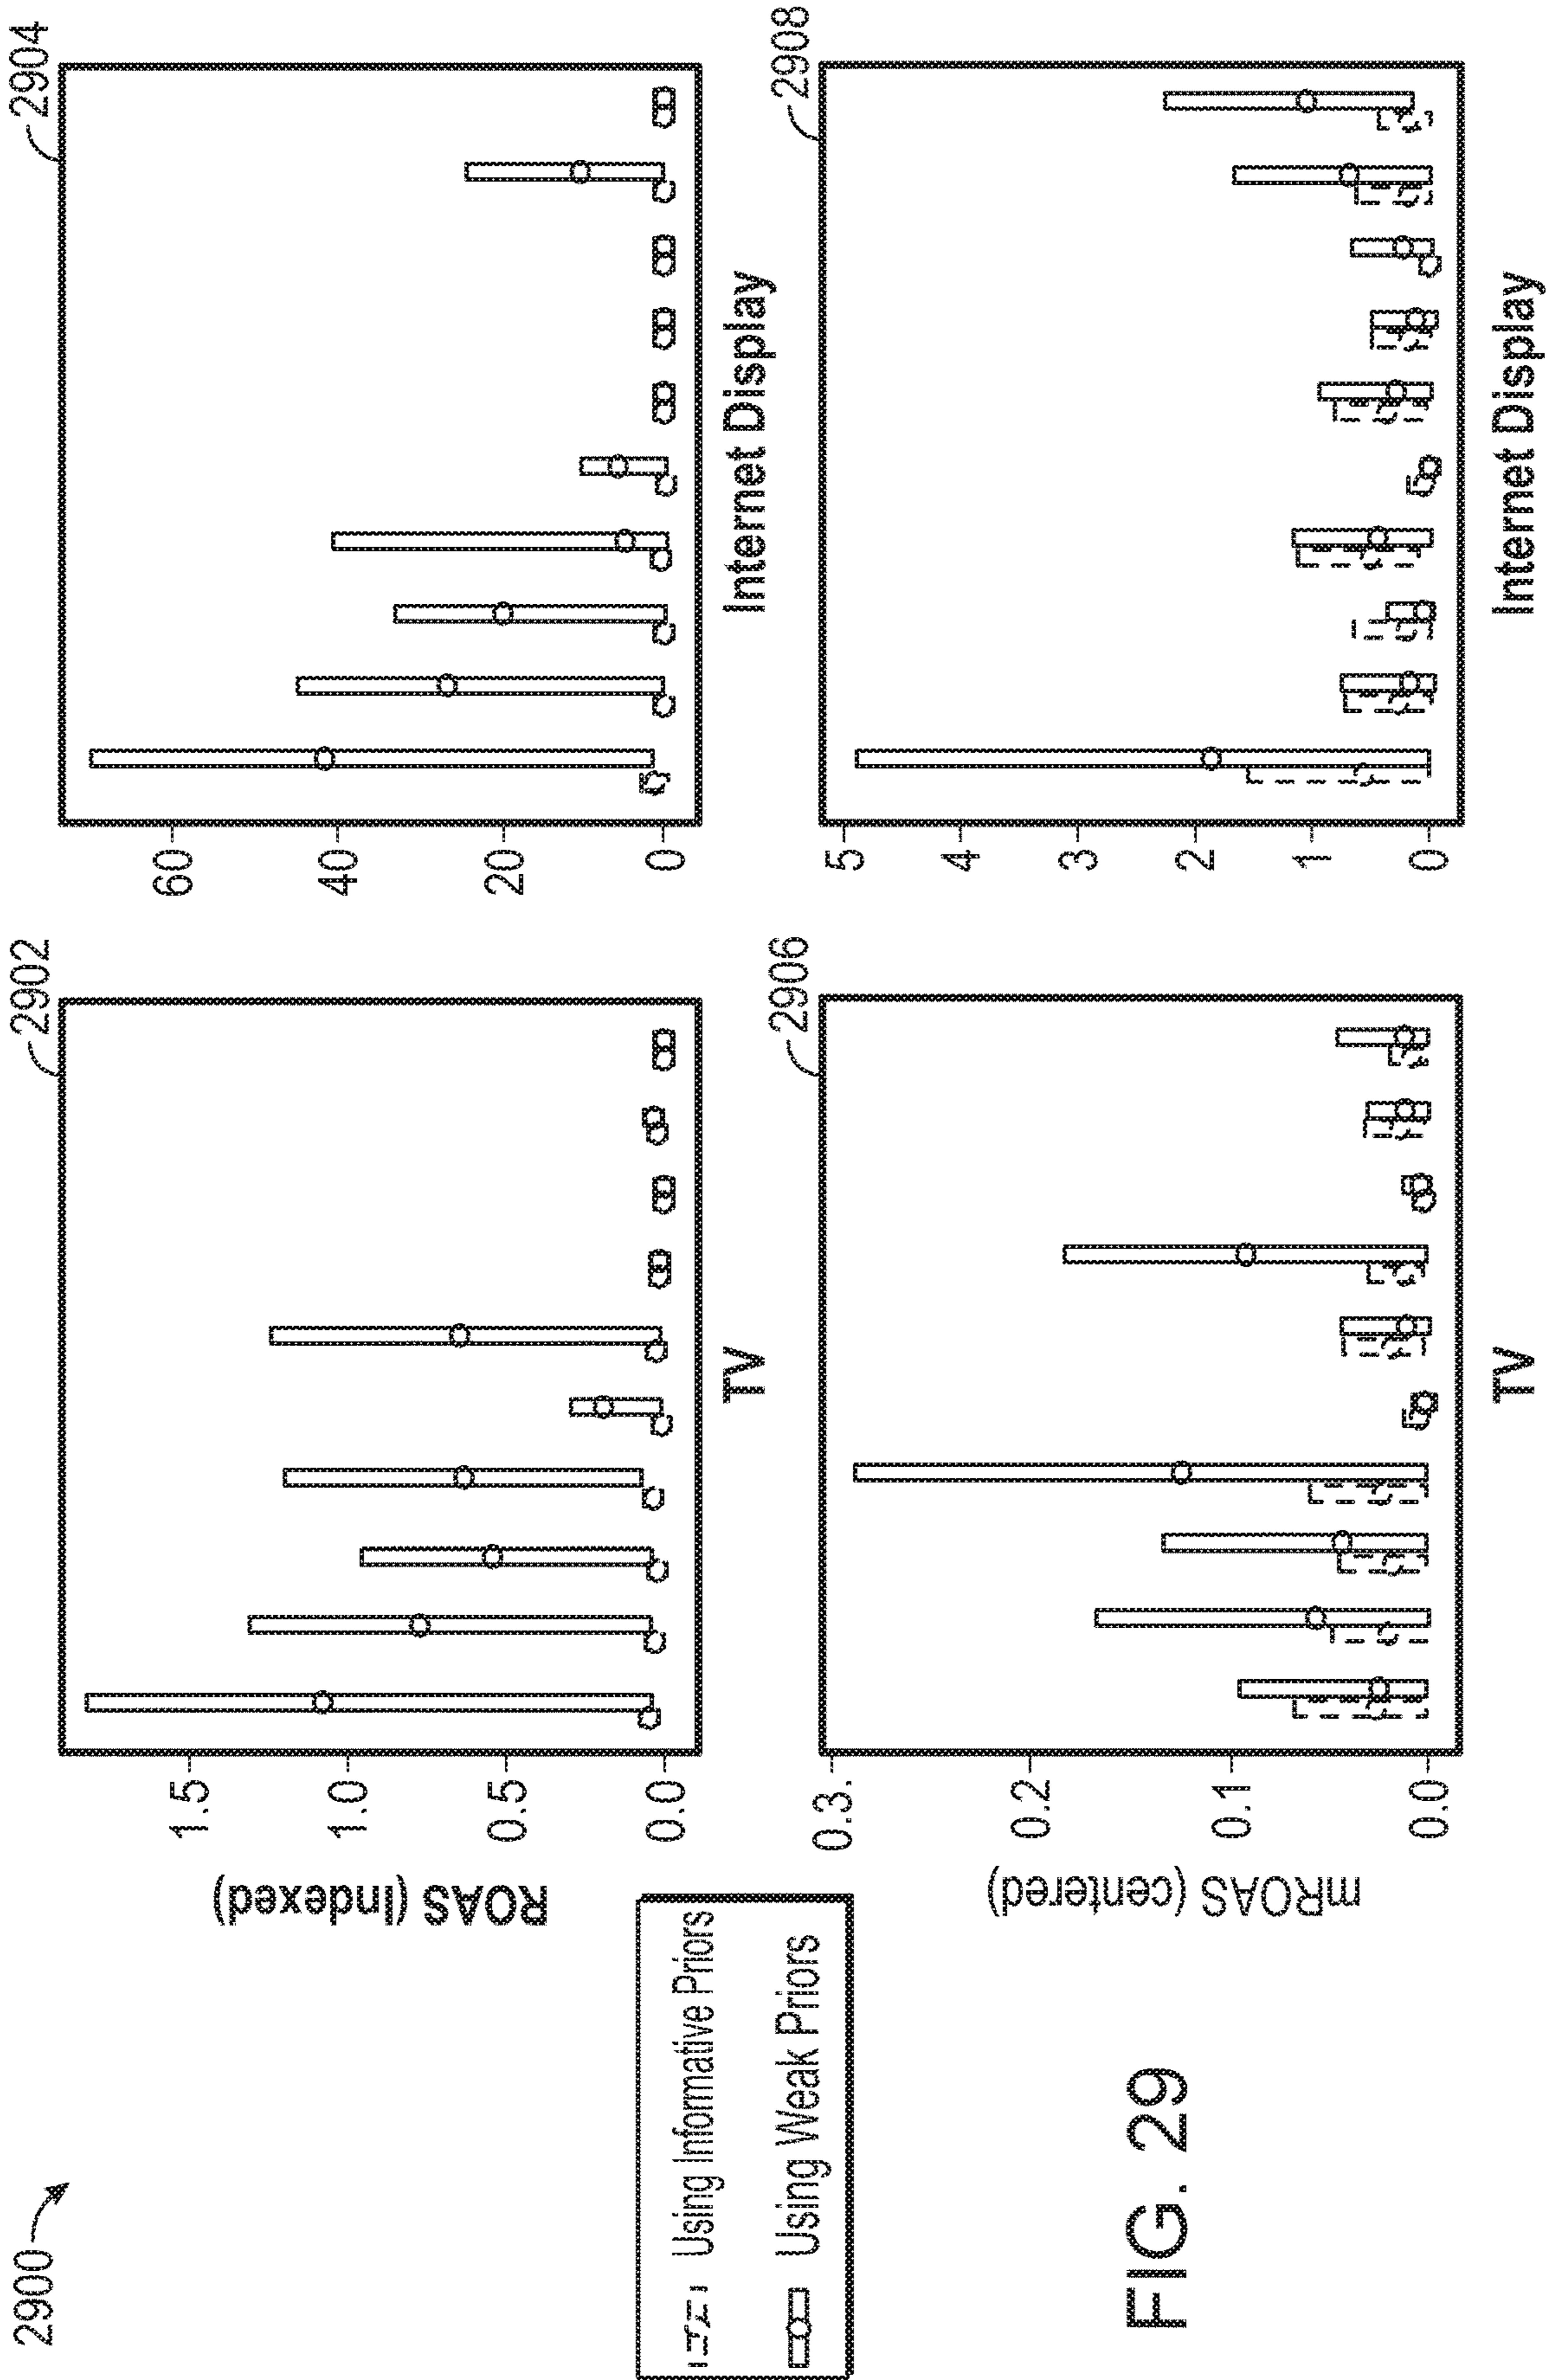 2900
2902
ROAS (Indexed)
1.5
1.0
0.5
0.0
TV
2904
60
40
20
0
Internet Display
Using Informative Priors
Using Weak Priors
2906
mROAS (centered)
0.3.
0.2
0.1
0.0
TV
2908
5
4
3
2
1
0
Internet Display
FIG. 29